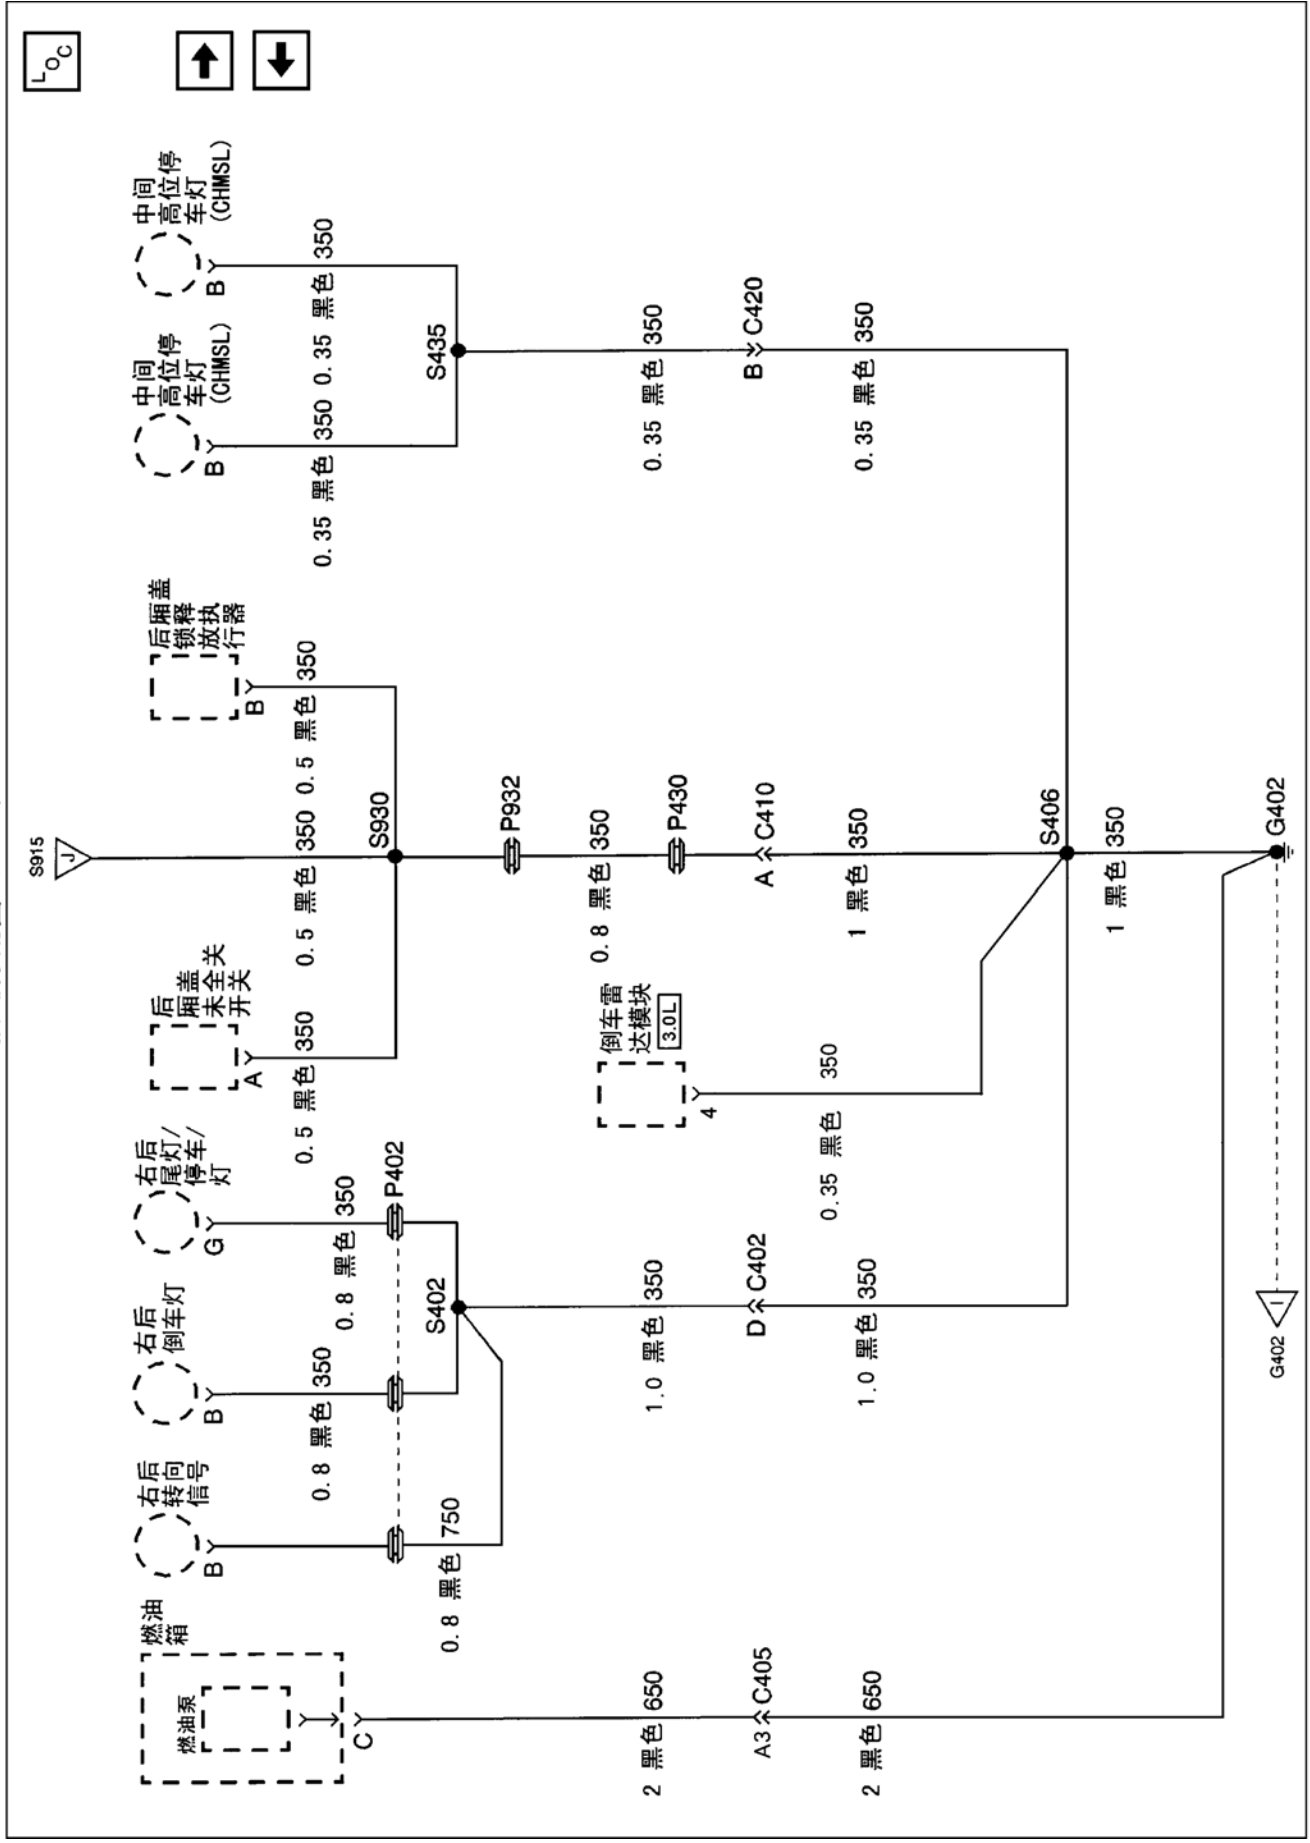 LOC
S915
J
燃油
箱
燃油泵
C
右后
转向
信号
B
右后
倒车灯
B
右后
尾灯/
停车/
灯
G
后
厢盖
未全关
开关
A
后厢盖
锁释
放执
行器
B
中间
高位停
车灯
(CHMSL)
B
中间
高位停
车灯
(CHMSL)
B
0.8 黑色 350
0.8 黑色 350
0.5 黑色 350
0.5 黑色 350
0.5 黑色 350
0.35 黑色 350
0.35 黑色 350
P402
S930
S402
S435
0.8 黑色 750
P932
倒车雷
达模块
3.0L
4
0.8 黑色 350
2 黑色 650
1.0 黑色 350
P430
0.35 黑色 350
A3 C405
D C402
A C410
B C420
0.35 黑色 350
2 黑色 650
1.0 黑色 350
1 黑色 350
0.35 黑色 350
S406
1 黑色 350
G402
I
G402